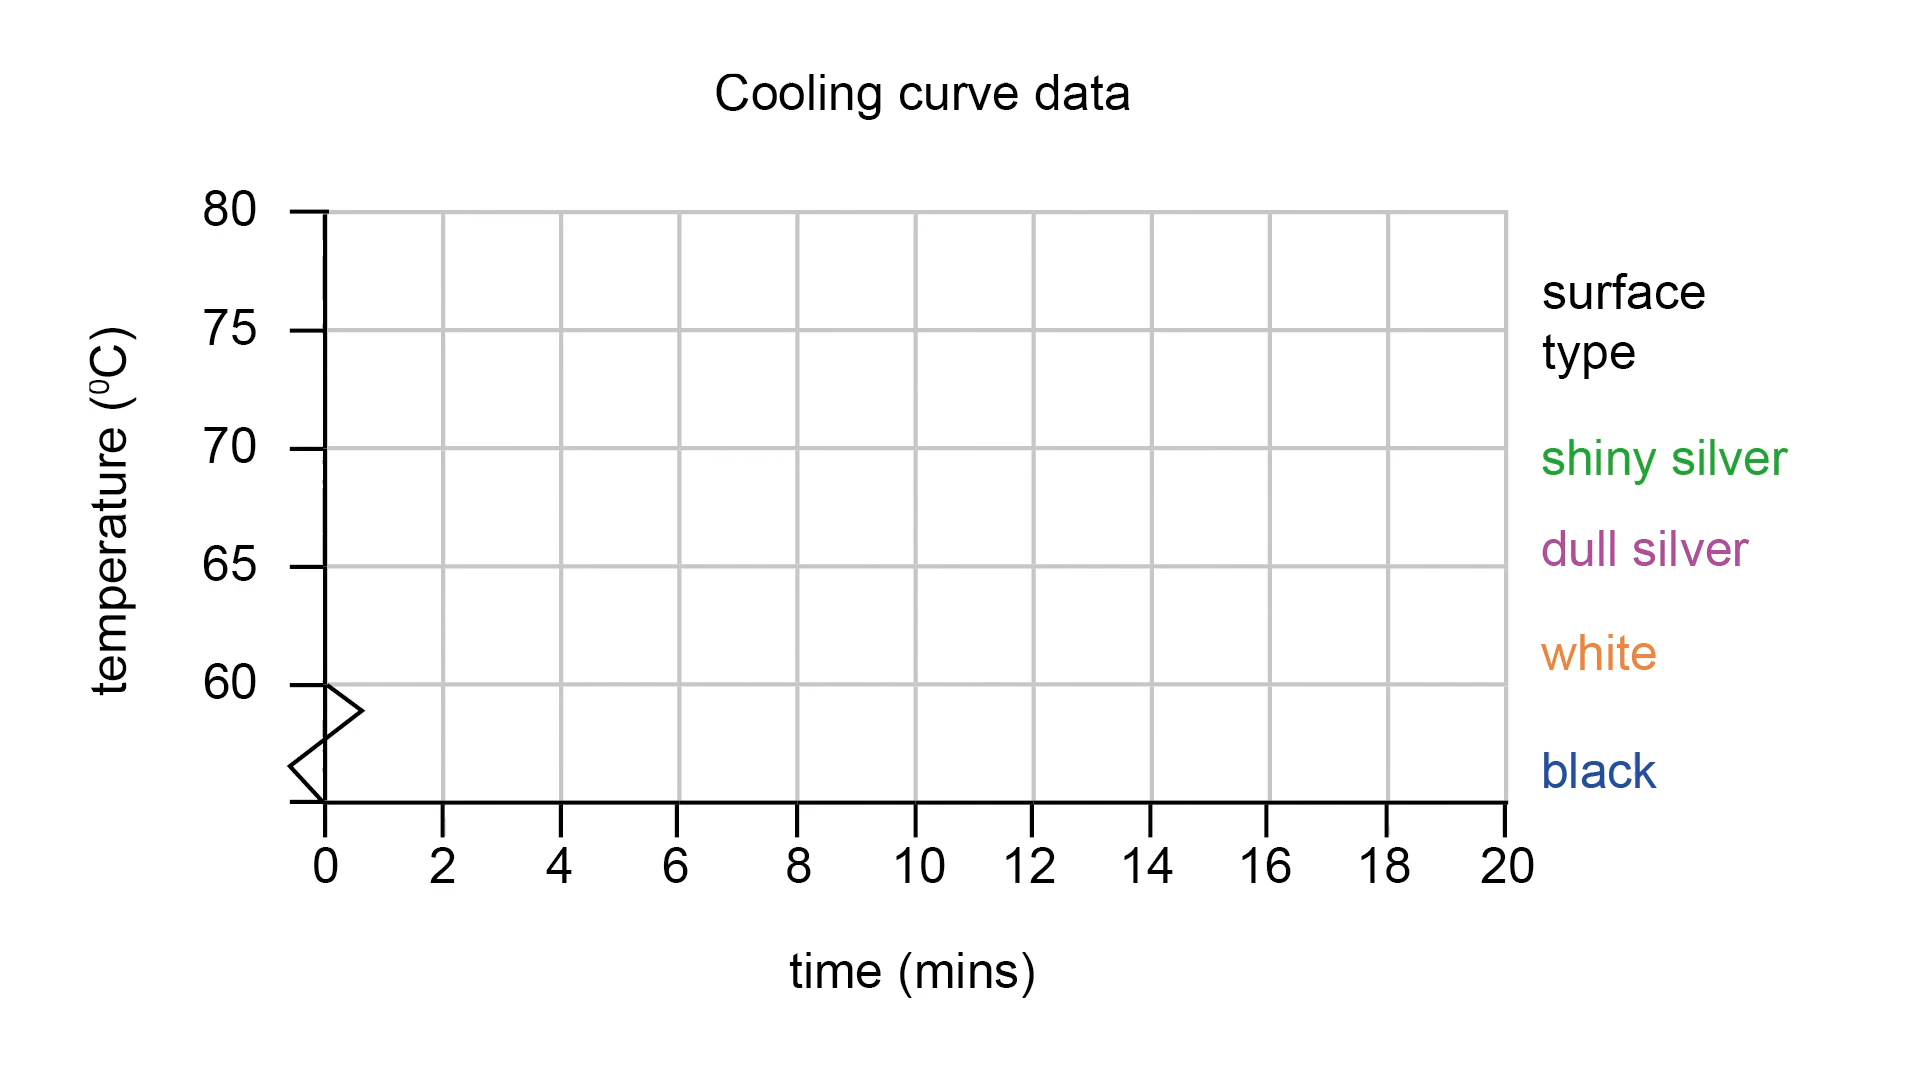 Cooling curve data
80
75
70
65
60
temperature (⁰C)
0 2 4 6 8 10 12 14 16 18 20
time (mins)
surface
type
shiny silver
dull silver
white
black